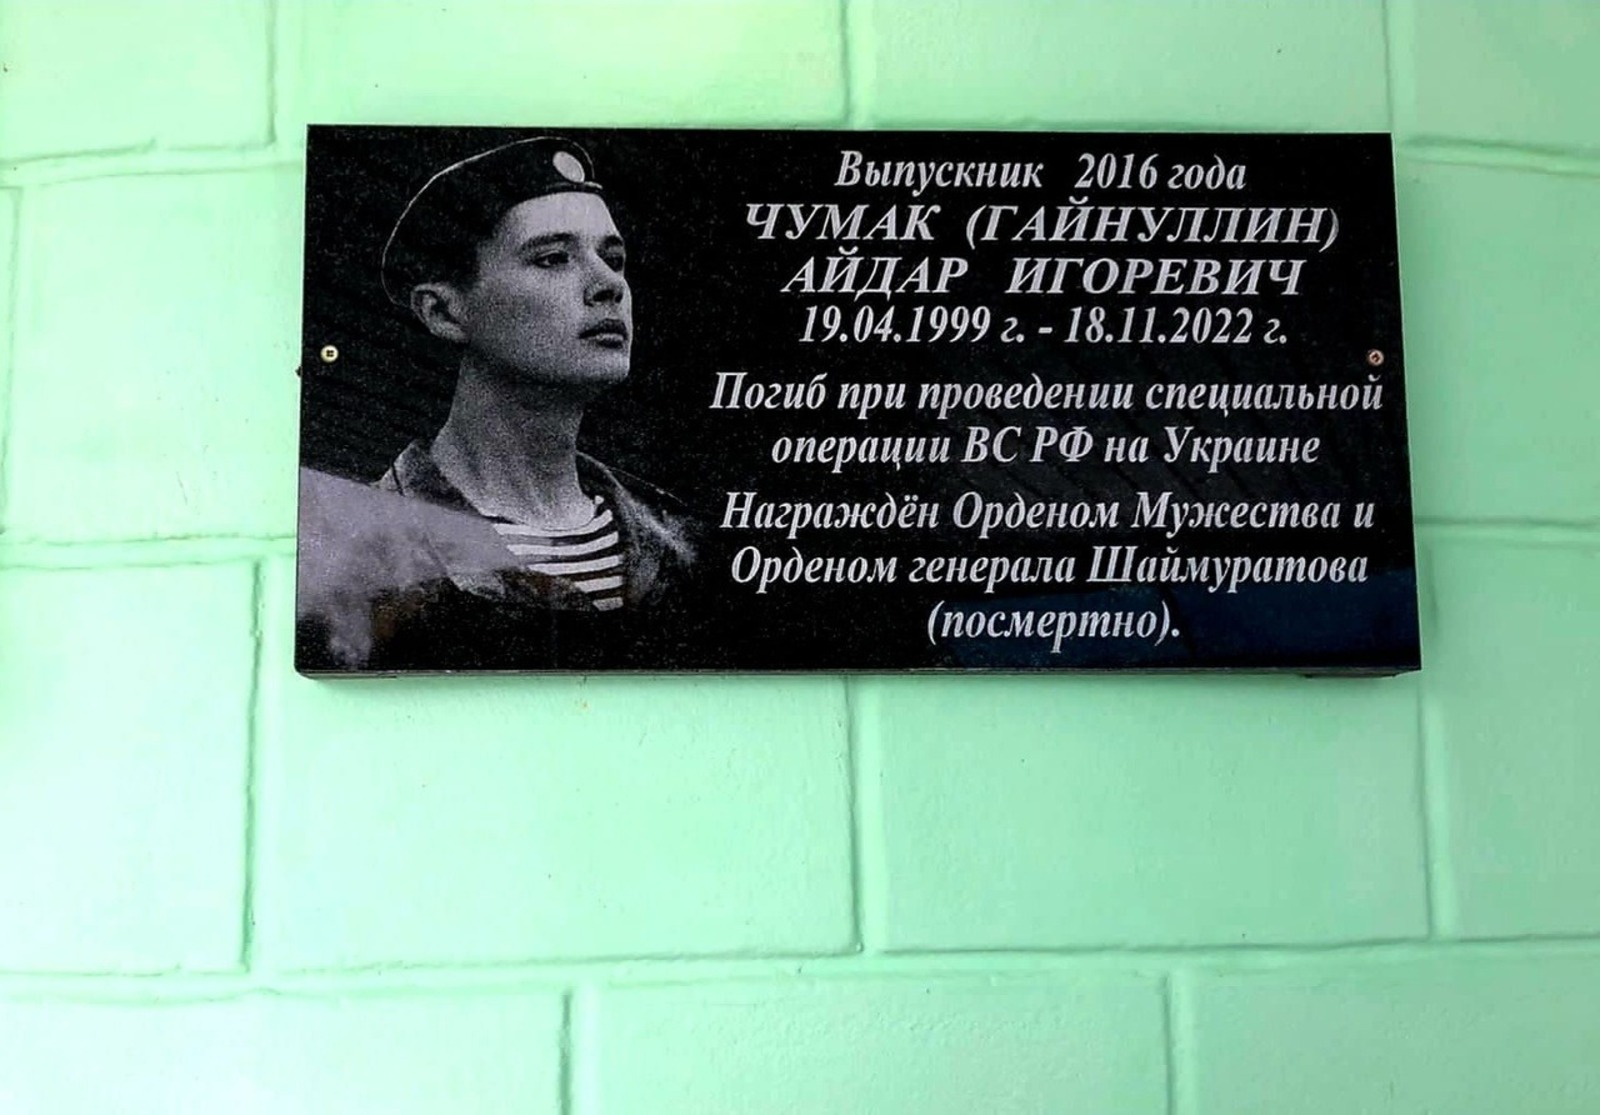 Выпускник 2016 года
ЧУМАК (ГАЙНУЛЛИН)
АЙДАР ИГОРЕВИЧ
19.04.1999 г. - 18.11.2022 г.
Погиб при проведении специальной
операции ВС РФ на Украине
Награждён Орденом Мужества и
Орденом генерала Шаймуратова
(посмертно).